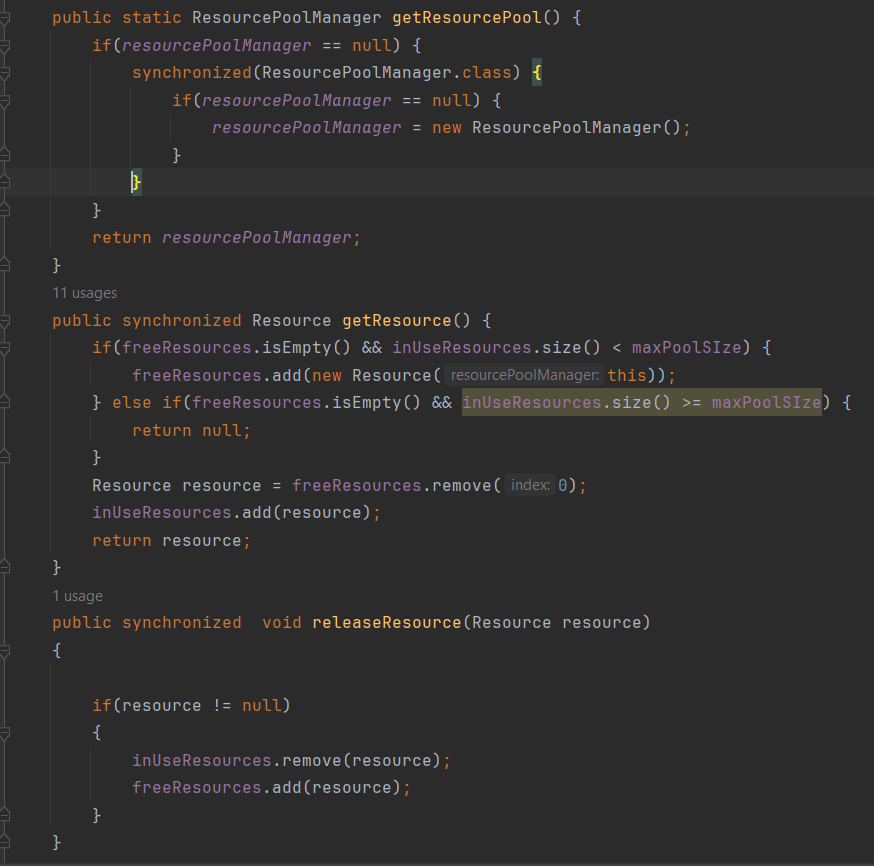 public static ResourcePoolManager getResourcePool() {
if(resourcePoolManager == null) {
synchronized(ResourcePoolManager.class) {
if(resourcePoolManager == null) {
resourcePoolManager = new ResourcePoolManager();
}
}
}
return resourcePoolManager;
}
11 usages
public synchronized Resource getResource() {
if(freeResources.isEmpty() && inUseResources.size() < maxPoolSIze) {
freeResources.add(new Resource( resourcePoolManager: this));
} else if(freeResources.isEmpty() && inUseResources.size() >= maxPoolSIze) {
return null;
}
Resource resource = freeResources.remove( index: 0);
inUseResources.add(resource);
return resource;
}
1 usage
public synchronized  void releaseResource(Resource resource)
{
if(resource != null)
{
inUseResources.remove(resource);
freeResources.add(resource);
}
}